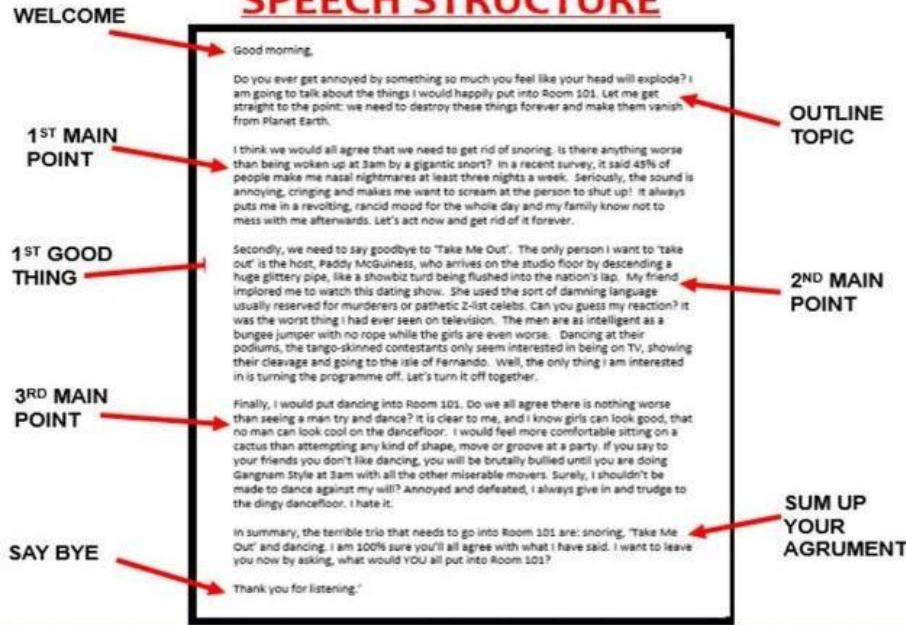 SPEECH STRUCTURE
WELCOME
Good morning,
Do you ever get annoyed by something so much you feel like your head will explode? I
am going to talk about the things I would happily put into Room 101. Let me get
straight to the point: we need to destroy these things forever and make them vanish
from Planet Earth.
OUTLINE
TOPIC
1ST MAIN
POINT
I think we would all agree that we need to get rid of snoring. Is there anything worse
than being woken up at 3am by a gigantic snort? In a recent survey, it said 45% of
people make me nasal nightmares at least three nights a week. Seriously, the sound is
annoying, cringing and makes me want to scream at the person to shut up! It always
puts me in a revolting, rancid mood for the whole day and my family know not to
mess with me afterwards. Let's act now and get rid of it forever.
1ST GOOD
THING
Secondly, we need to say goodbye to 'Take Me Out'. The only person I want to 'take
out' is the host, Paddy McGuiness, who arrives on the studio floor by descending a
huge glittery pipe, like a showbiz turd being flushed into the nation's lap. My friend
implored me to watch this dating show. She used the sort of damning language
usually reserved for murderers or pathetic Z-list celebs. Can you guess my reaction? It
was the worst thing I had ever seen on television. The men are as intelligent as a
bungee jumper with no rope while the girls are even worse. Dancing at their
podiums, the tango-skinned contestants only seem interested in being on TV, showing
their cleavage and going to the Isle of Fernando. Well, the only thing I am interested
in is turning the programme off. Let's turn it off together.
2ND MAIN
POINT
3RD MAIN
POINT
Finally, I would put dancing into Room 101. Do we all agree there is nothing worse
than seeing a man try and dance? It is clear to me, and I know girls can look good, that
no man can look cool on the dancefloor. I would feel more comfortable sitting on a
cactus than attempting any kind of shape, move or groove at a party. If you say to
your friends you don't like dancing, you will be brutally bullied until you are doing
Gangnam Style at 3am with all the other miserable movers. Surely, I shouldn't be
made to dance against my will? Annoyed and defeated, I always give in and trudge to
the dingy dancefloor. I hate it.
In summary, the terrible trio that needs to go into Room 101 are: snoring, 'Take Me
Out' and dancing. I am 100% sure you'll all agree with what I have said. I want to leave
you now by asking, what would YOU all put into Room 101?
SUM UP
YOUR
AGRUMENT
SAY BYE
Thank you for listening.'